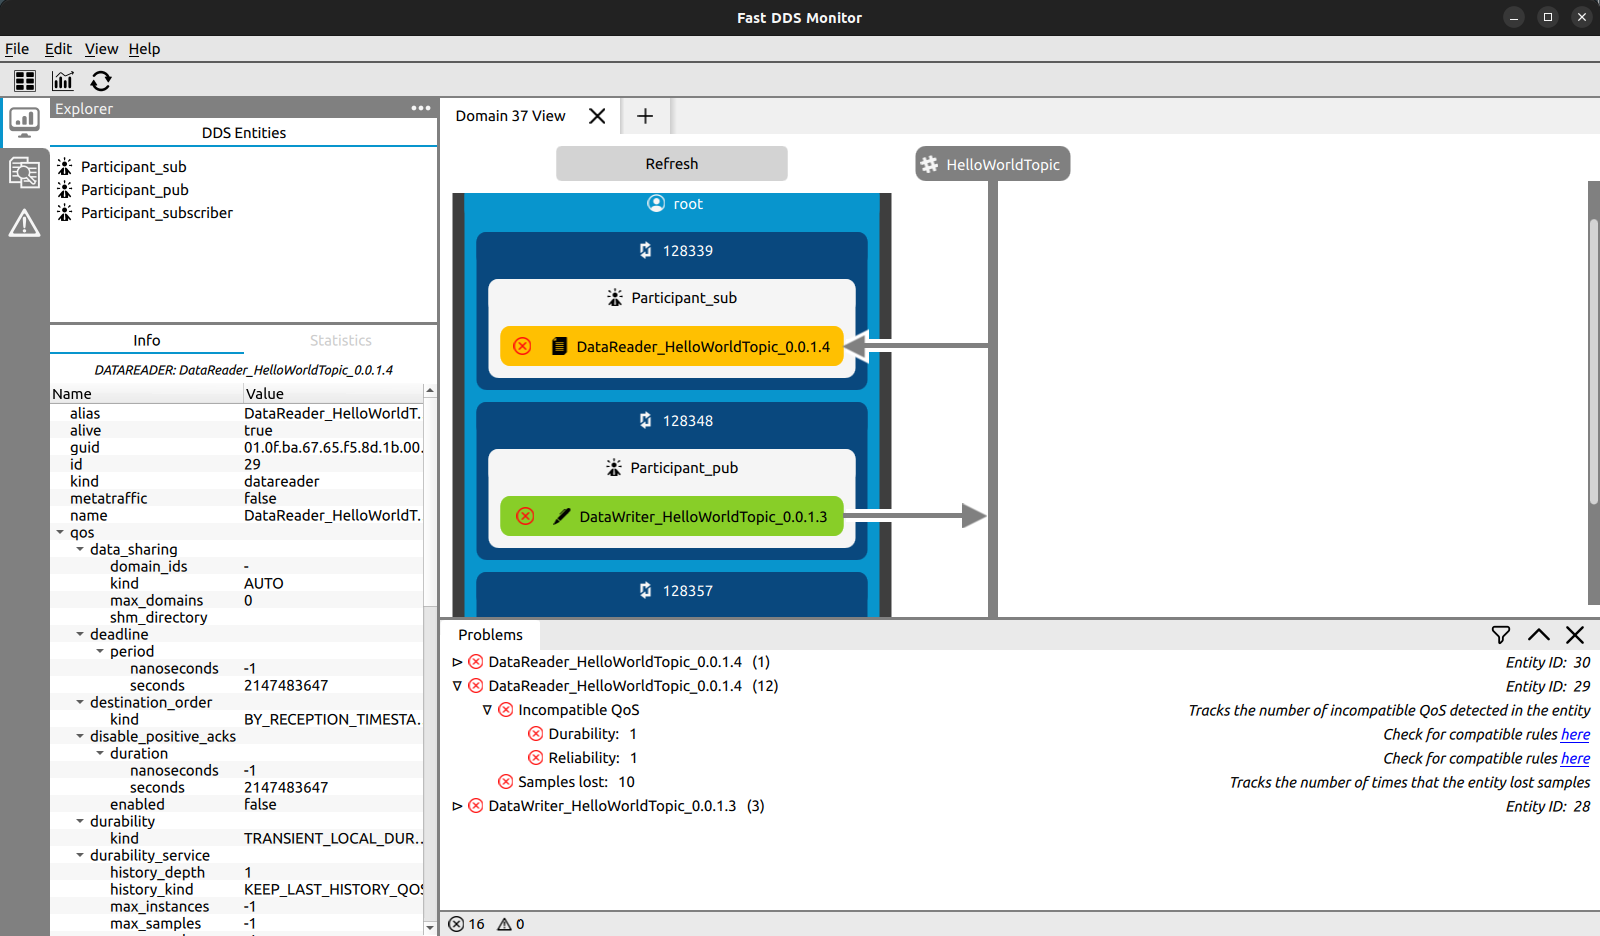 Fast DDS Monitor
File Edit View Help
Explorer
DDS Entities
Participant_sub
Participant_pub
Participant_subscriber
Info Statistics
DATAREADER: DataReader_HelloWorldTopic_0.0.1.4
Name Value
alias DataReader_HelloWorldT...
alive true
guid 01.0f.ba.67.65.f5.8d.1b.00.
id 29
kind datareader
metatraffic false
name DataReader_HelloWorldT...
qos
data_sharing
domain_ids -
kind AUTO
max_domains 0
shm_directory
deadline
period
nanoseconds -1
seconds 2147483647
destination_order
kind BY_RECEPTION_TIMESTA...
disable_positive_acks
duration
nanoseconds -1
seconds 2147483647
enabled false
durability
kind TRANSIENT_LOCAL_DUR...
durability_service
history_depth 1
history_kind KEEP_LAST_HISTORY_QOS
max_instances -1
max_samples -1
Domain 37 View
Refresh
HelloWorldTopic
root
128339
Participant_sub
DataReader_HelloWorldTopic_0.0.1.4
128348
Participant_pub
DataWriter_HelloWorldTopic_0.0.1.3
128357
Problems
DataReader_HelloWorldTopic_0.0.1.4 (1) Entity ID: 30
DataReader_HelloWorldTopic_0.0.1.4 (12) Entity ID: 29
Incompatible QoS Tracks the number of incompatible QoS detected in the entity
Durability: 1 Check for compatible rules here
Reliability: 1 Check for compatible rules here
Samples lost: 10 Tracks the number of times that the entity lost samples
DataWriter_HelloWorldTopic_0.0.1.3 (3) Entity ID: 28
16 0